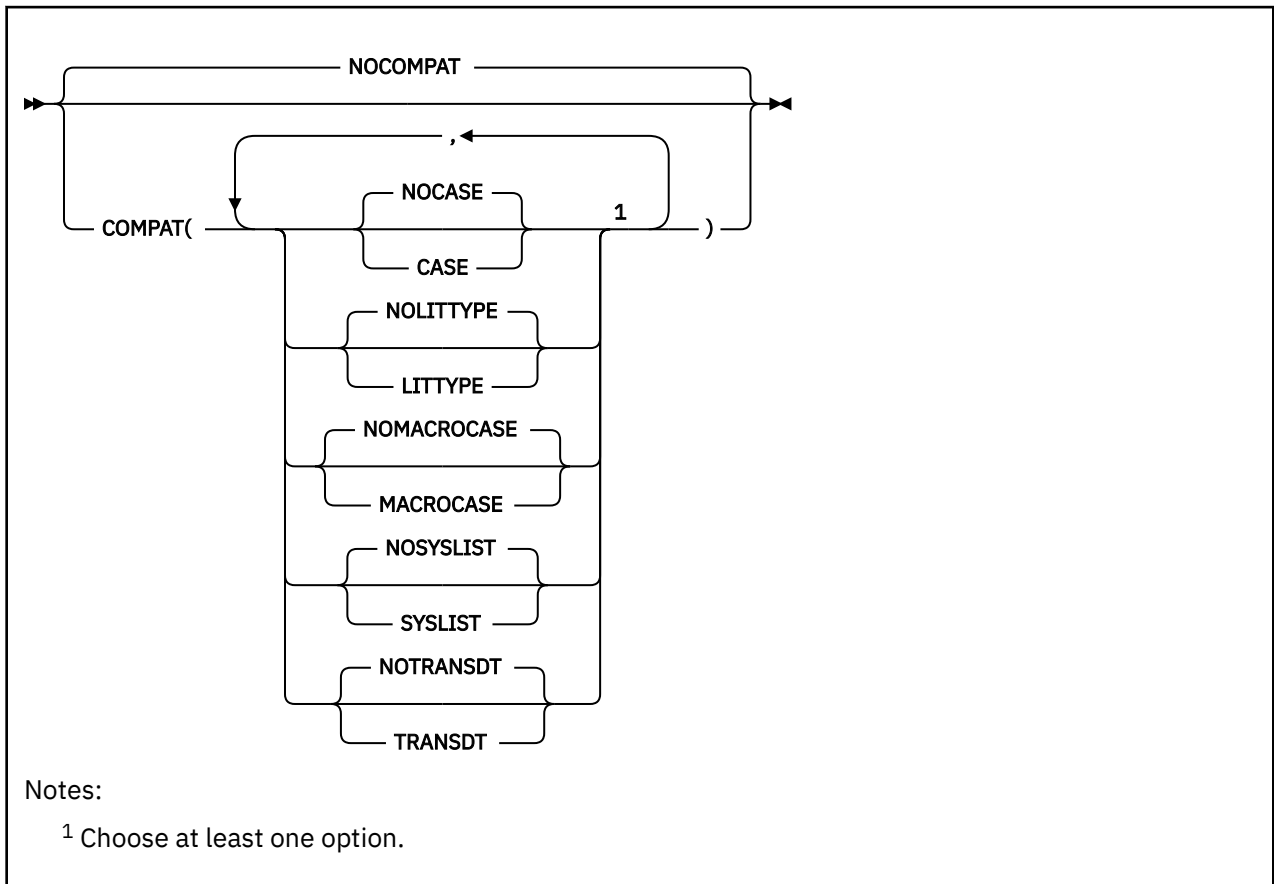 NOCOMPAT
,
NOCASE
1
COMPAT( )
CASE
NOLITTYPE
LITTYPE
NOMACROCASE
MACROCASE
NOSYSLIST
SYSLIST
NOTRANSDT
TRANSDT
Notes:
1 Choose at least one option.